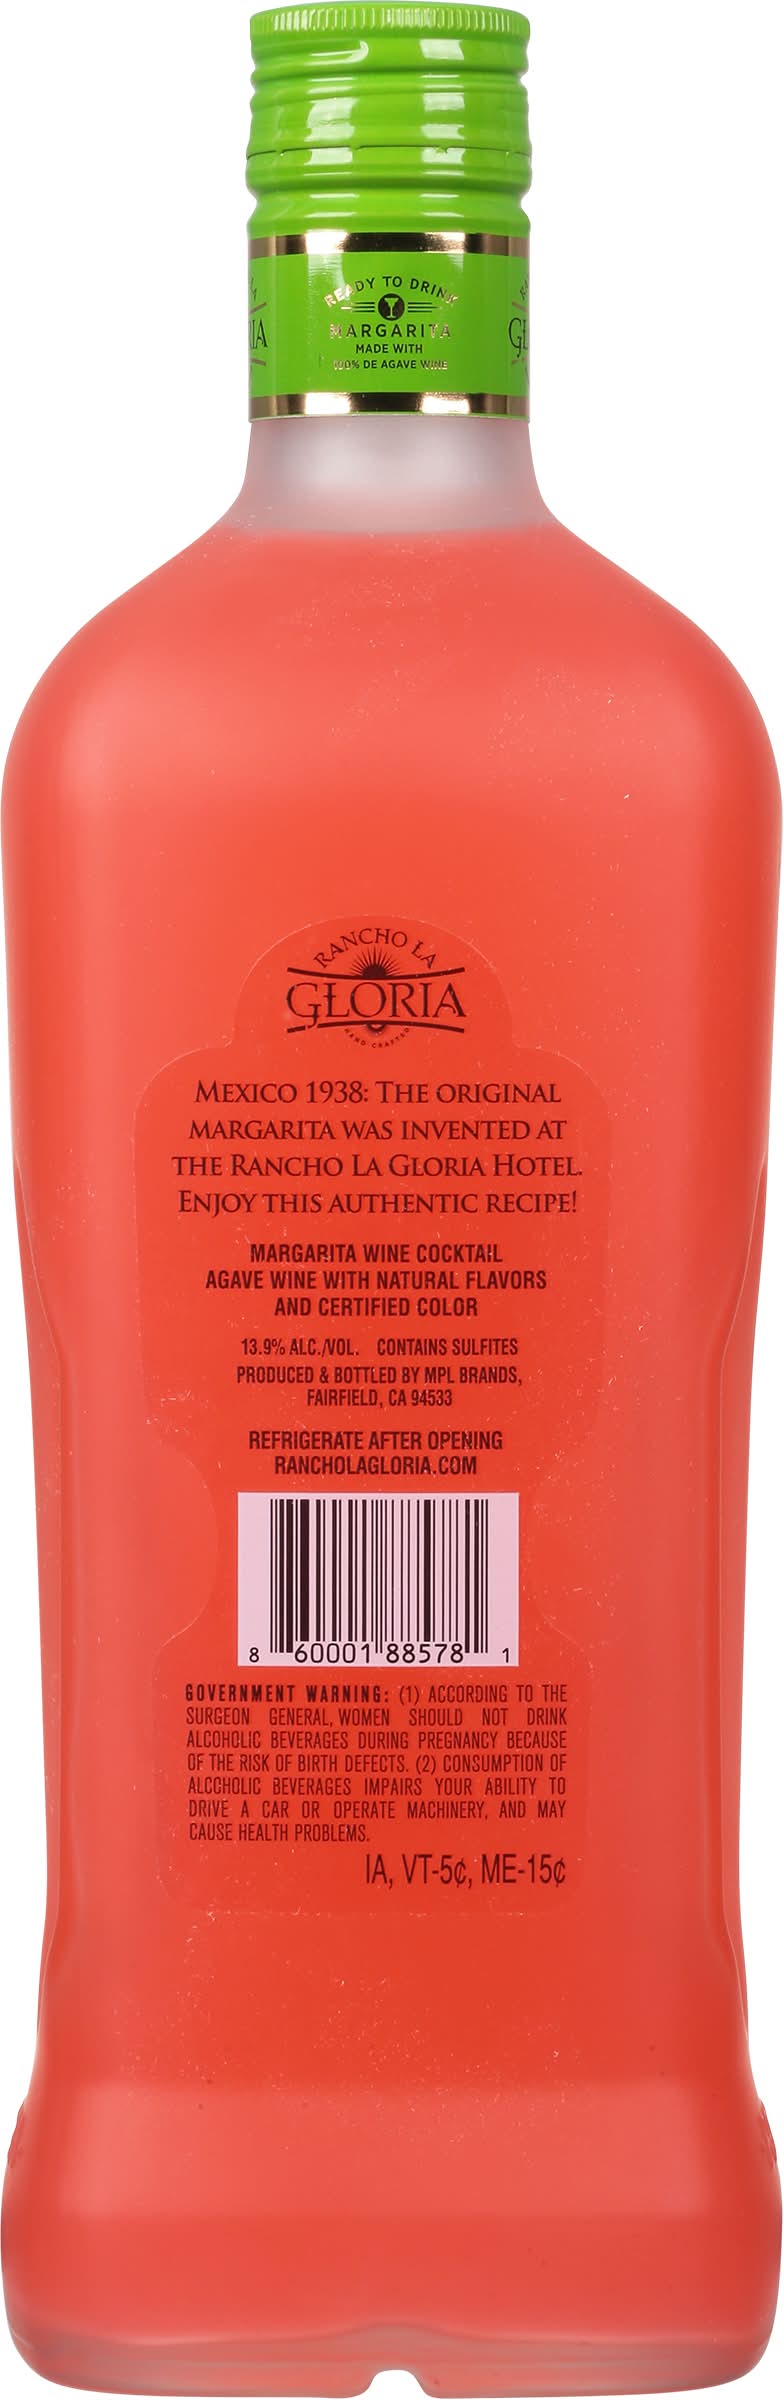 READY TO DRINK
MARGARITA
MADE WITH
100% DE AGAVE WINE
RANCHO LA
GLORIA
HAND CRAFTED
MEXICO 1938: THE ORIGINAL
MARGARITA WAS INVENTED AT
THE RANCHO LA GLORIA HOTEL.
ENJOY THIS AUTHENTIC RECIPE!
MARGARITA WINE COCKTAIL
AGAVE WINE WITH NATURAL FLAVORS
AND CERTIFIED COLOR
13.9% ALC./VOL. CONTAINS SULFITES
PRODUCED & BOTTLED BY MPL BRANDS,
FAIRFIELD, CA 94533
REFRIGERATE AFTER OPENING
RANCHOLAGLORIA.COM
8 60001 88578 1
GOVERNMENT WARNING: (1) ACCORDING TO THE
SURGEON GENERAL, WOMEN SHOULD NOT DRINK
ALCOHOLIC BEVERAGES DURING PREGNANCY BECAUSE
OF THE RISK OF BIRTH DEFECTS. (2) CONSUMPTION OF
ALCOHOLIC BEVERAGES IMPAIRS YOUR ABILITY TO
DRIVE A CAR OR OPERATE MACHINERY, AND MAY
CAUSE HEALTH PROBLEMS.
IA, VT-5¢, ME-15¢